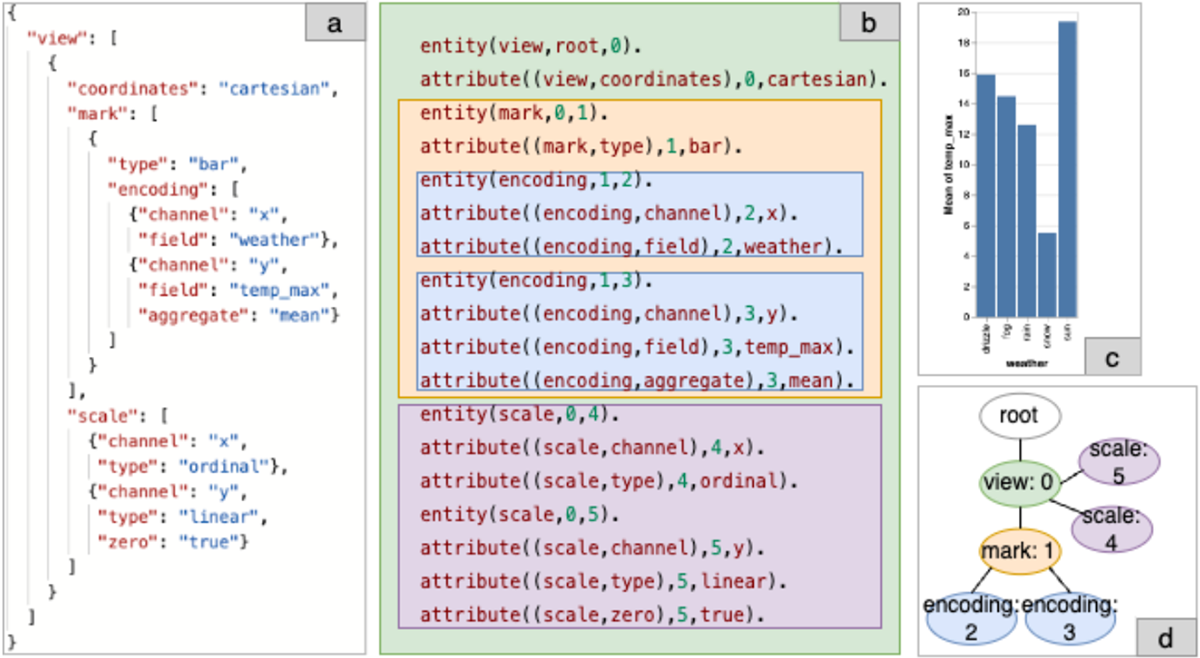 a
{
"view": [
{
"coordinates": "cartesian",
"mark": [
{
"type": "bar",
"encoding": [
{"channel": "x",
"field": "weather"},
{"channel": "y",
"field": "temp_max",
"aggregate": "mean"}
]
}
],
"scale": [
{"channel": "x",
"type": "ordinal"},
{"channel": "y",
"type": "linear",
"zero": "true"}
]
}
]
}
b
entity(view,root,0).
attribute((view,coordinates),0,cartesian).
entity(mark,0,1).
attribute((mark,type),1,bar).
entity(encoding,1,2).
attribute((encoding,channel),2,x).
attribute((encoding,field),2,weather).
entity(encoding,1,3).
attribute((encoding,channel),3,y).
attribute((encoding,field),3,temp_max).
attribute((encoding,aggregate),3,mean).
entity(scale,0,4).
attribute((scale,channel),4,x).
attribute((scale,type),4,ordinal).
entity(scale,0,5).
attribute((scale,channel),5,y).
attribute((scale,type),5,linear).
attribute((scale,zero),5,true).
20
18
16
14
12
10
8
6
4
2
0
Mean of temp_max
drizzle
fog
rain
snow
sun
weather
c
root
view: 0
scale:
5
scale:
4
mark: 1
encoding:
2
encoding:
3
d